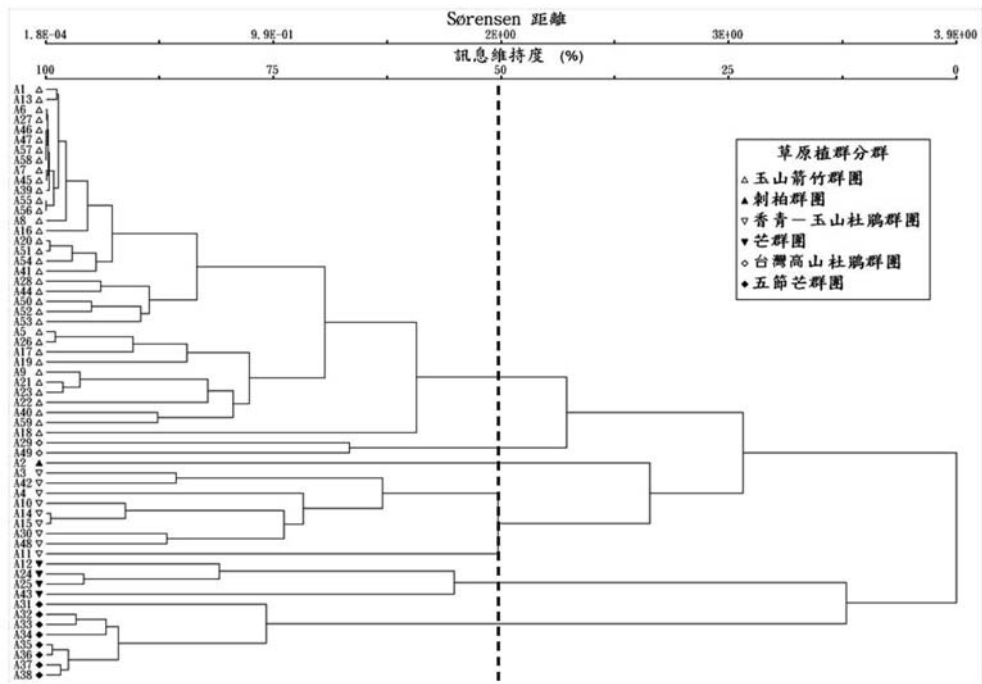 Sørensen 距離
1.8E-04 9.9E-01 2E+00 3E+00 3.9E+00
訊息維持度 (%)
100 75 50 25 0
A1 △
A13 △
A6 △
A27 △
A46 △
A47 △
A57 △
A58 △
A7 △
A45 △
A39 △
A55 △
A56 △
A8 △
A16 △
A20 △
A51 △
A54 △
A41 △
A28 △
A44 △
A50 △
A52 △
A53 △
A5 △
A26 △
A17 △
A19 △
A9 △
A21 △
A23 △
A22 △
A40 △
A59 △
A18 △
A29 ◇
A49 ◇
A2 ▲
A3 ▽
A42 ▽
A4 ▽
A10 ▽
A14 ▽
A15 ▽
A30 ▽
A48 ▽
A11 ▽
A12 ▼
A24 ▼
A25 ▼
A43 ▼
A31 ◆
A32 ◆
A33 ◆
A34 ◆
A35 ◆
A36 ◆
A37 ◆
A38 ◆
草原植群分群
△ 玉山箭竹群團
▲ 刺柏群團
▽ 香青－玉山杜鵑群團
▼ 芒群團
◇ 台灣高山杜鵑群團
◆ 五節芒群團